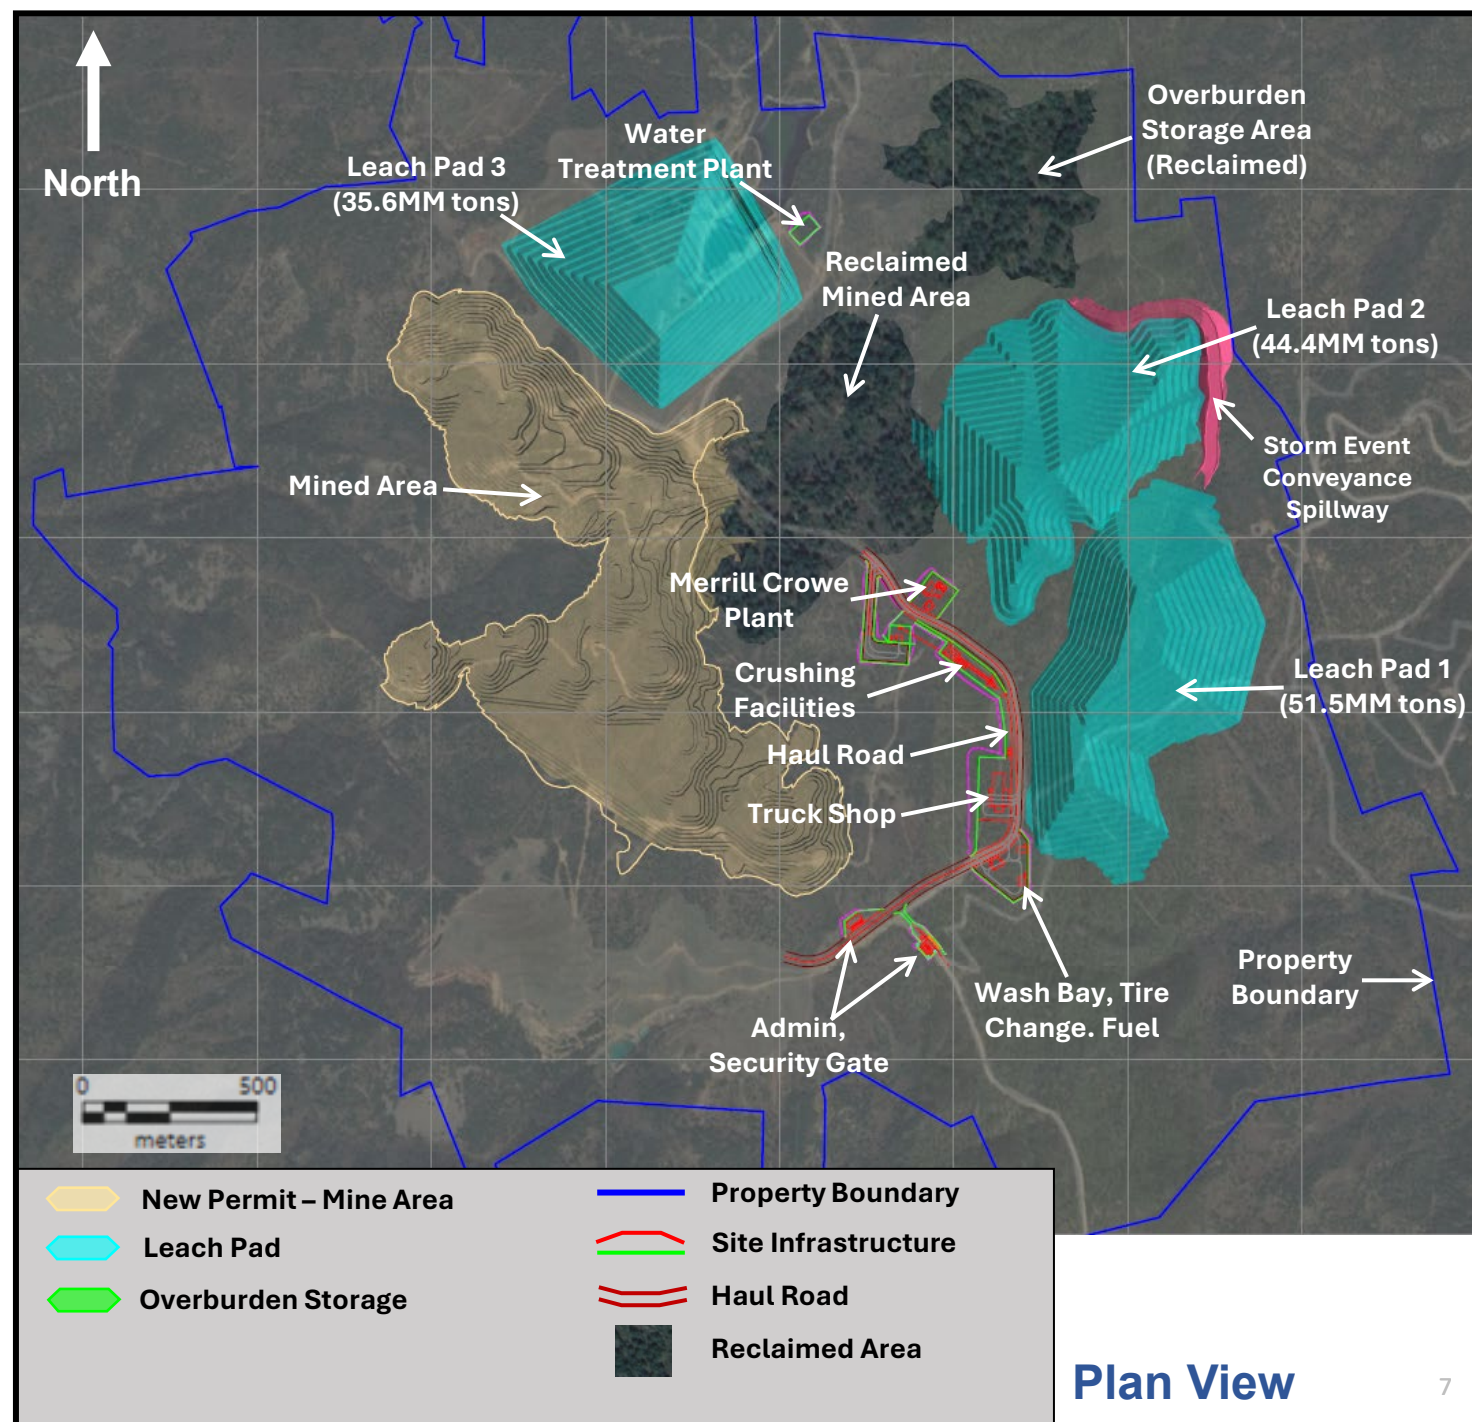 North
Overburden
Storage Area
(Reclaimed)
Water
Treatment Plant
Leach Pad 3
(35.6MM tons)
Reclaimed
Mined Area
Leach Pad 2
(44.4MM tons)
Storm Event
Conveyance
Spillway
Mined Area
Merrill Crowe
Plant
Crushing
Facilities
Leach Pad 1
(51.5MM tons)
Haul Road
Truck Shop
Property
Boundary
Wash Bay, Tire
Change. Fuel
Admin,
Security Gate
0 500
meters
New Permit – Mine Area
Leach Pad
Overburden Storage
Property Boundary
Site Infrastructure
Haul Road
Reclaimed Area
Plan View
7